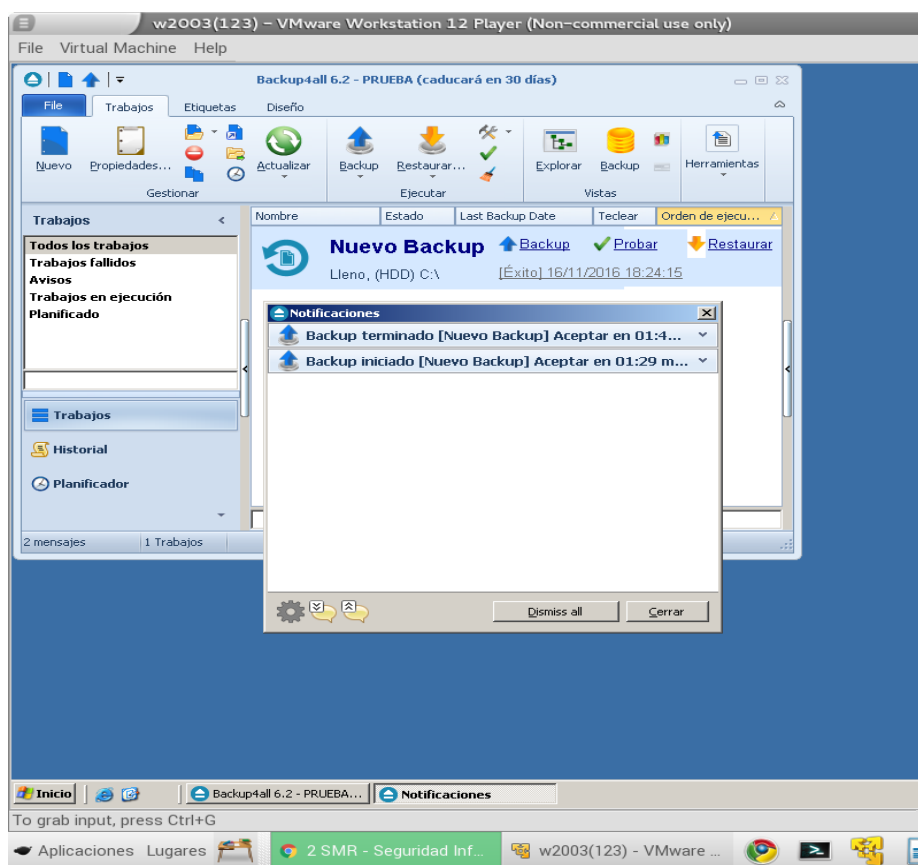 w2003(123) – VMware Workstation 12 Player (Non-commercial use only)
File Virtual Machine Help
Backup4all 6.2 - PRUEBA (caducará en 30 días)
File Trabajos Etiquetas Diseño
Nuevo Propiedades... Actualizar Backup Restaurar... Explorar Backup Herramientas
Gestionar Ejecutar Vistas
Trabajos < Nombre Estado Last Backup Date Teclear Orden de ejecu...
Todos los trabajos
Trabajos fallidos
Avisos
Trabajos en ejecución
Planificado
Nuevo Backup Backup Probar Restaurar
Lleno, (HDD) C:\ [Éxito] 16/11/2016 18:24:15
Notificaciones
Backup terminado [Nuevo Backup] Aceptar en 01:4...
Backup iniciado [Nuevo Backup] Aceptar en 01:29 m...
Trabajos
Historial
Planificador
2 mensajes 1 Trabajos
Dismiss all Cerrar
Inicio Backup4all 6.2 - PRUEBA... Notificaciones
To grab input, press Ctrl+G
Aplicaciones Lugares 2 SMR - Seguridad Inf... w2003(123) - VMware ...